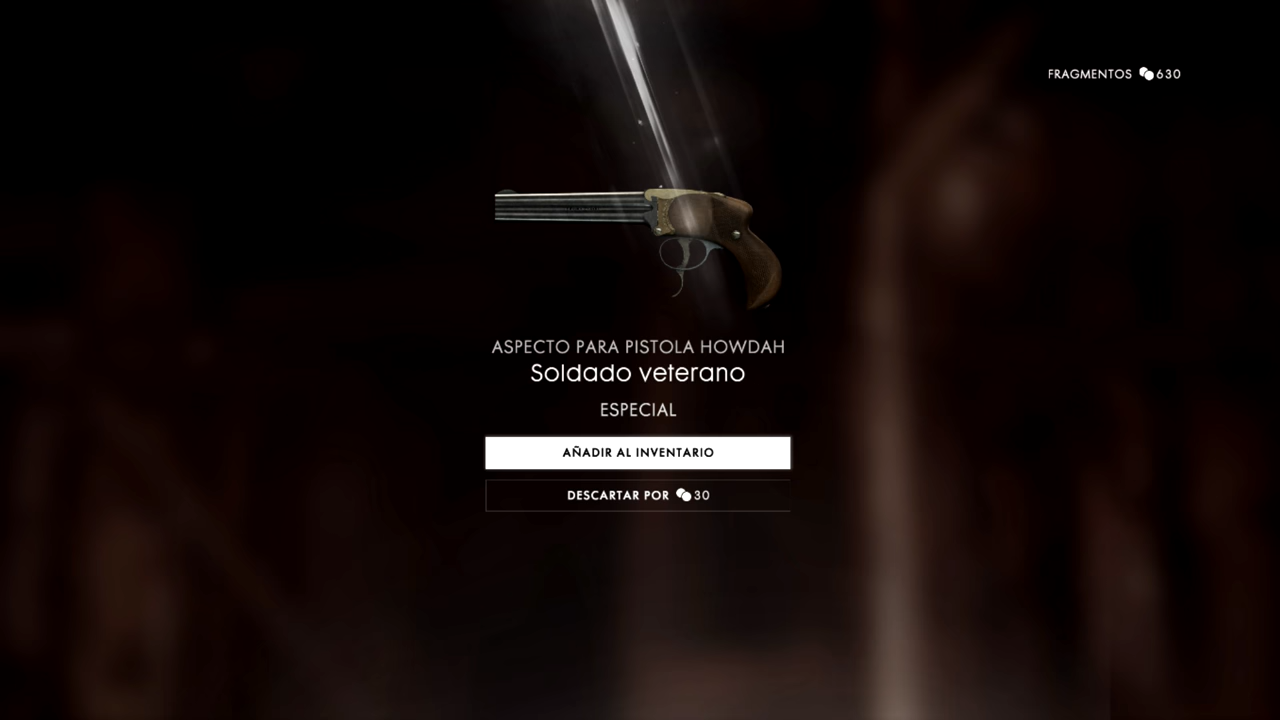 FRAGMENTOS 630
ASPECTO PARA PISTOLA HOWDAH
Soldado veterano
ESPECIAL
AÑADIR AL INVENTARIO
DESCARTAR POR 30